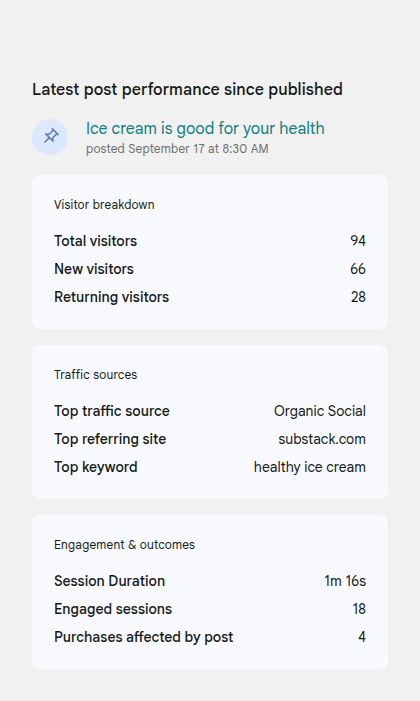 Latest post performance since published
Ice cream is good for your health
posted September 17 at 8:30 AM
Visitor breakdown
Total visitors 94
New visitors 66
Returning visitors 28
Traffic sources
Top traffic source Organic Social
Top referring site substack.com
Top keyword healthy ice cream
Engagement & outcomes
Session Duration 1m 16s
Engaged sessions 18
Purchases affected by post 4